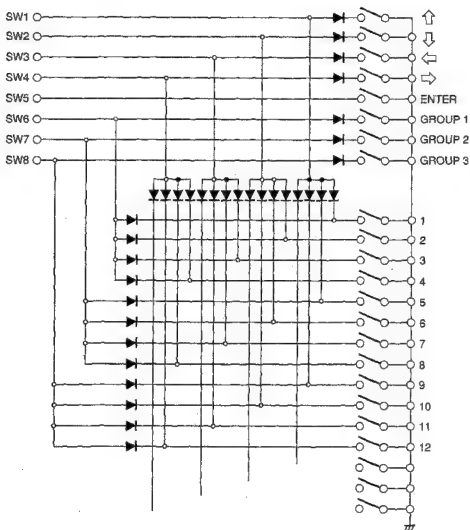 SW1 ⇧
SW2 ⇩
SW3 ⇦
SW4 ⇨
SW5 ENTER
SW6 GROUP 1
SW7 GROUP 2
SW8 GROUP 3
1
2
3
4
5
6
7
8
9
10
11
12